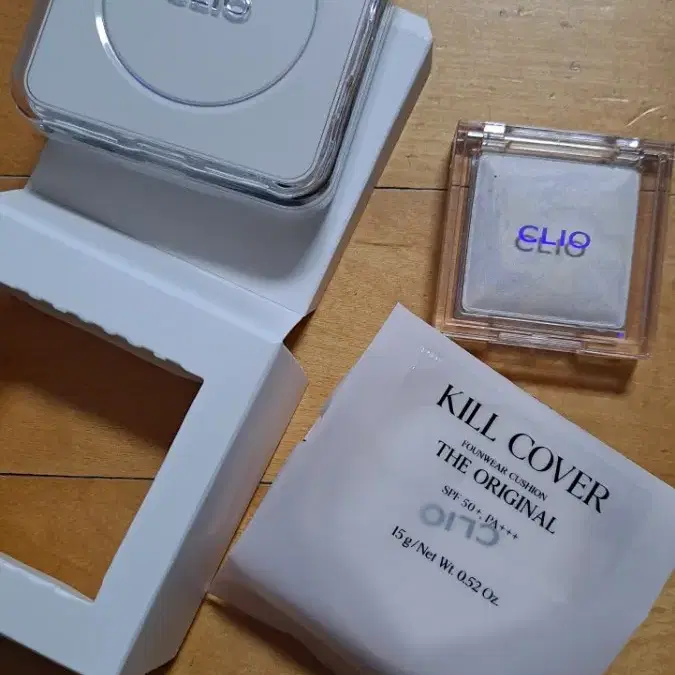 CLIO
CLIO
KILL COVER
FOUNWEAR CUSHION
THE ORIGINAL
SPF 50+, PA+++
CLIO
15g/Net Wt. 0.52 Oz.